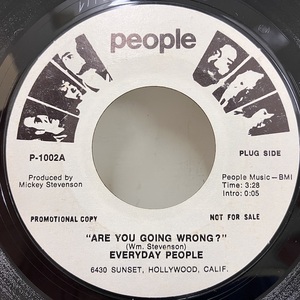 people
P-1002A
PLUG SIDE
Produced by
Mickey Stevenson
People Music—BMI
Time: 3:28
Intro: 0:05
PROMOTIONAL COPY
NOT FOR SALE
"ARE YOU GOING WRONG?"
(Wm. Stevenson)
EVERYDAY PEOPLE
6430 SUNSET, HOLLYWOOD, CALIF.